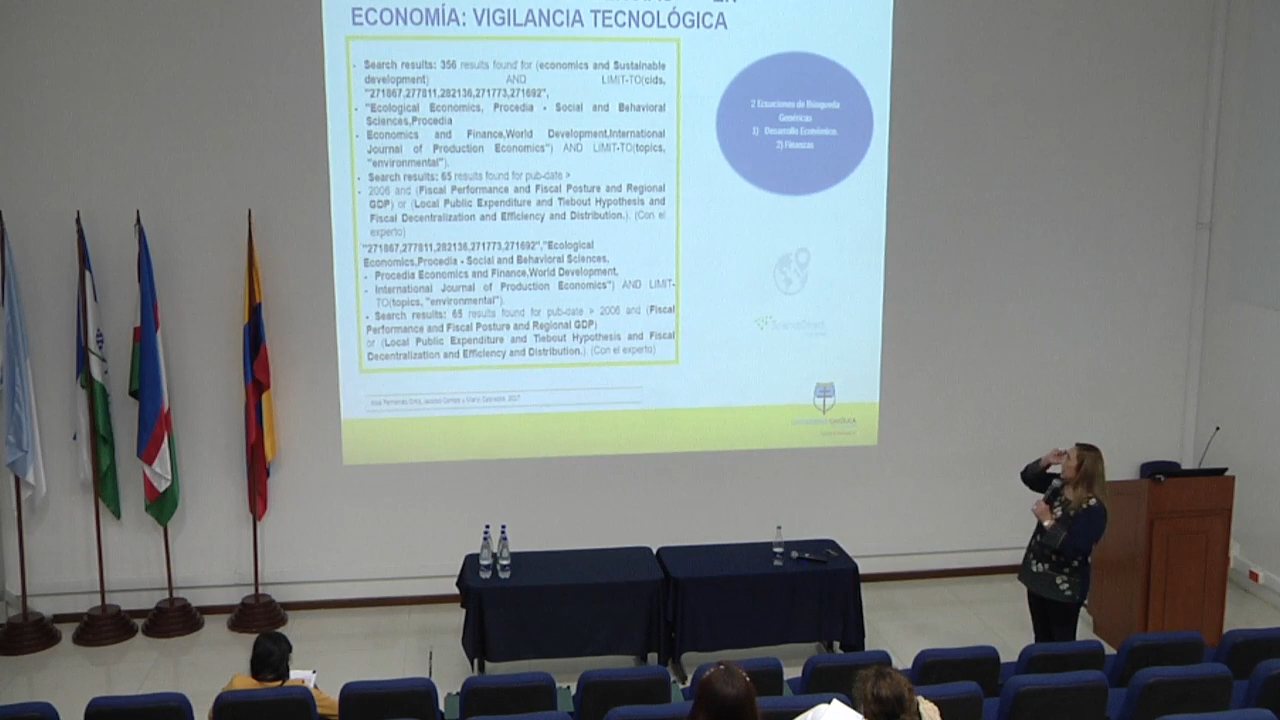 ECONOMÍA: VIGILANCIA TECNOLÓGICA
- Search results: 356 results found for (economics and Sustainable
development) AND LIMIT-TO(cids,
"271867,277811,282136,271773,271692",
- "Ecological Economics, Procedia - Social and Behavioral
Sciences,Procedia
- Economics and Finance,World Development,International
Journal of Production Economics") AND LIMIT-TO(topics,
"environmental").
- Search results: 65 results found for pub-date >
- 2006 and (Fiscal Performance and Fiscal Posture and Regional
GDP) or (Local Public Expenditure and Tiebout Hypothesis and
Fiscal Decentralization and Efficiency and Distribution.). (Con el
experto)
"271867,277811,282136,271773,271692","Ecological
Economics,Procedia - Social and Behavioral Sciences,
- Procedia Economics and Finance,World Development,
- International Journal of Production Economics") AND LIMIT-
TO(topics, "environmental").
- Search results: 65 results found for pub-date > 2006 and (Fiscal
Performance and Fiscal Posture and Regional GDP)
or (Local Public Expenditure and Tiebout Hypothesis and Fiscal
Decentralization and Efficiency and Distribution.). (Con el experto)
2 Ecuaciones de Búsqueda
Genéricas
1) Desarrollo Económico.
2) Finanzas
ScienceDirect
2017